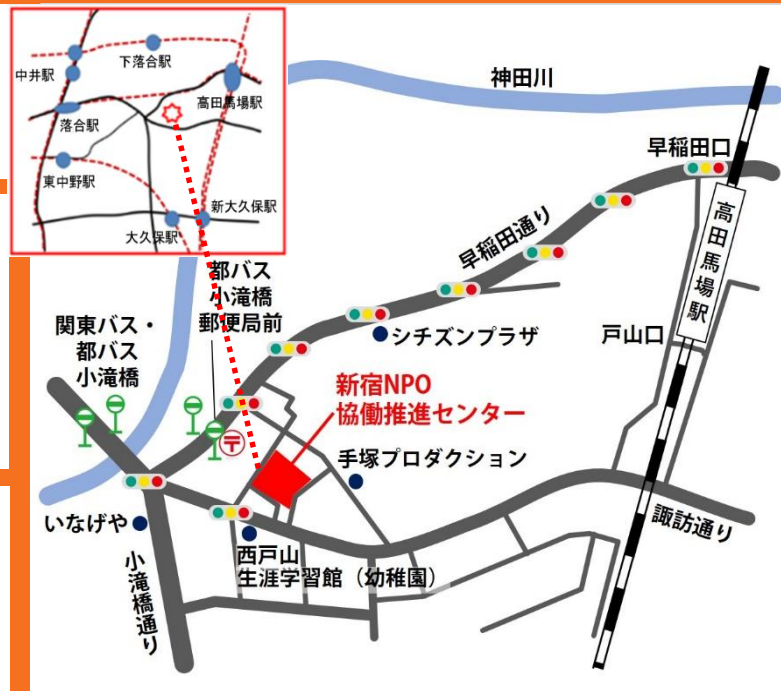 中井駅
下落合駅
高田馬場駅
落合駅
東中野駅
新大久保駅
大久保駅
神田川
早稲田口
早稲田通り
高田馬場駅
都バス
小滝橋
郵便局前
関東バス・
都バス
小滝橋
シチズンプラザ
戸山口
新宿NPO
協働推進センター
手塚プロダクション
いなげや
西戸山
生涯学習館（幼稚園）
諏訪通り
小滝橋通り